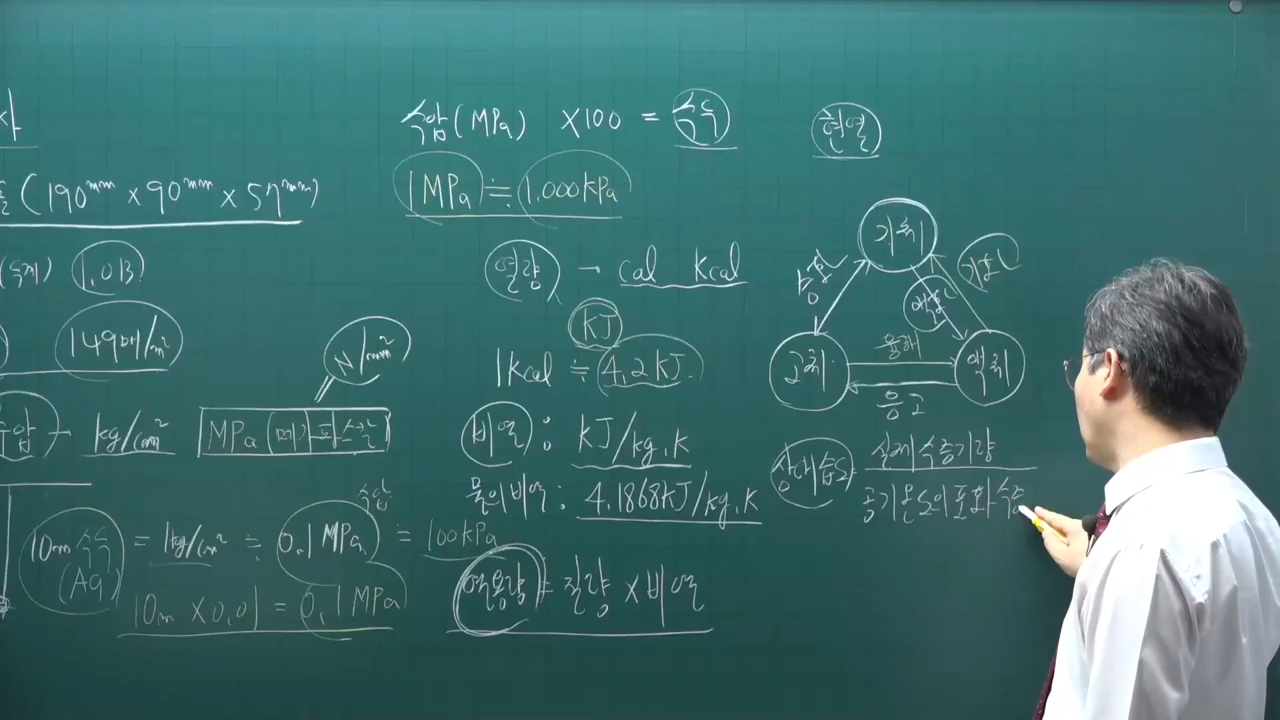 (190mm × 90mm × 57mm)
1.0B
149매/m²
kg/cm²
N/mm²
MPa (메가파스칼)
10m 수두 (Aq) = 1kg/cm² ≒ 0.1MPa ≒ 100kPa
수압
10m × 0.01 = 0.1MPa
수압(MPa) ×100 = 수두
1MPa ≒ 1.000kPa
열량 → cal kcal
KJ
1kcal ≒ 4.2KJ
비열 : KJ/kg.K
물의비열 : 4.1868KJ/kg.K
열용량 = 질량 × 비열
현열
기체
승화
액화
기화
고체
융해
액체
응고
상대습도
실제수증기량
공기온도의 포화수증